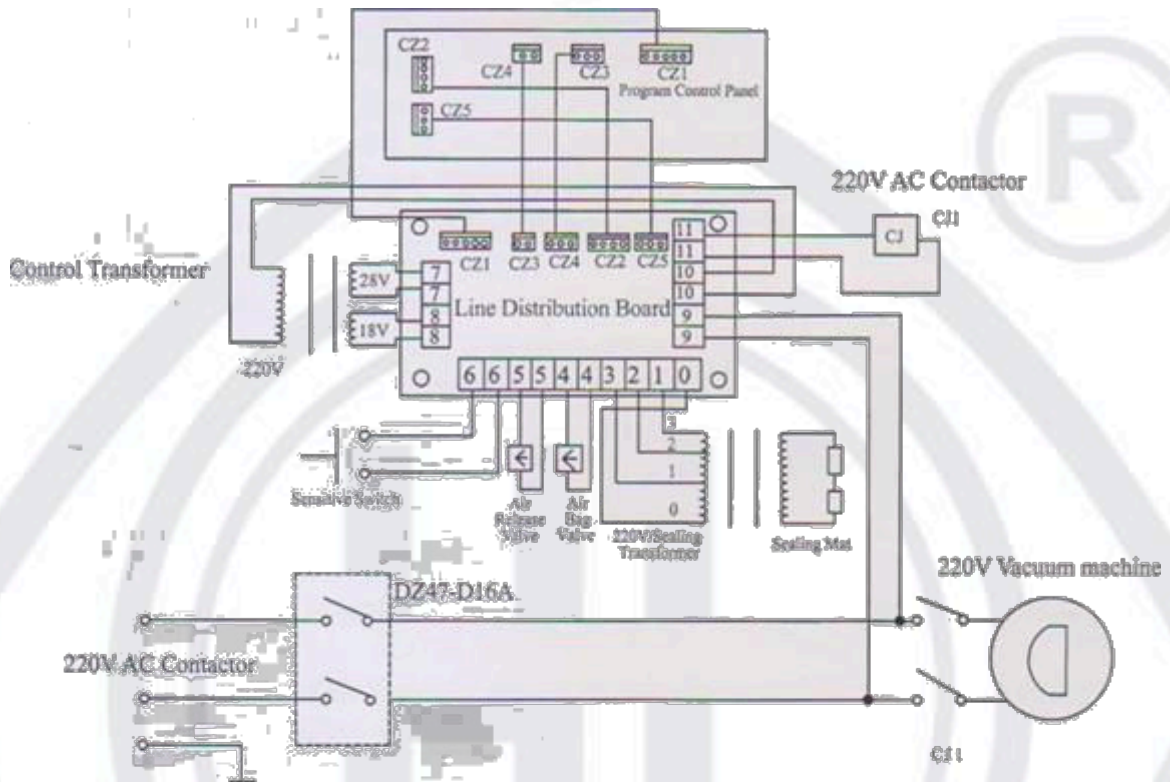 ®
CZ2
CZ4
CZ3
CZ1
Program Control Panel
CZ5
220V AC Contactor
CJ1
CJ
Control Transformer
220V
28V
18V
7
7
8
8
CZ1
CZ3
CZ4
CZ2
CZ5
Line Distribution Board
11
11
10
10
9
9
6 6 5 5 4 4 3 2 1 0
Sensitive Switch
Air
Release
Valve
Air
Bag
Valve
3
2
1
0
220V/Sealing
Transformer
Sealing Mat
DZ47-D16A
220V AC Contactor
220V Vacuum machine
CJ1